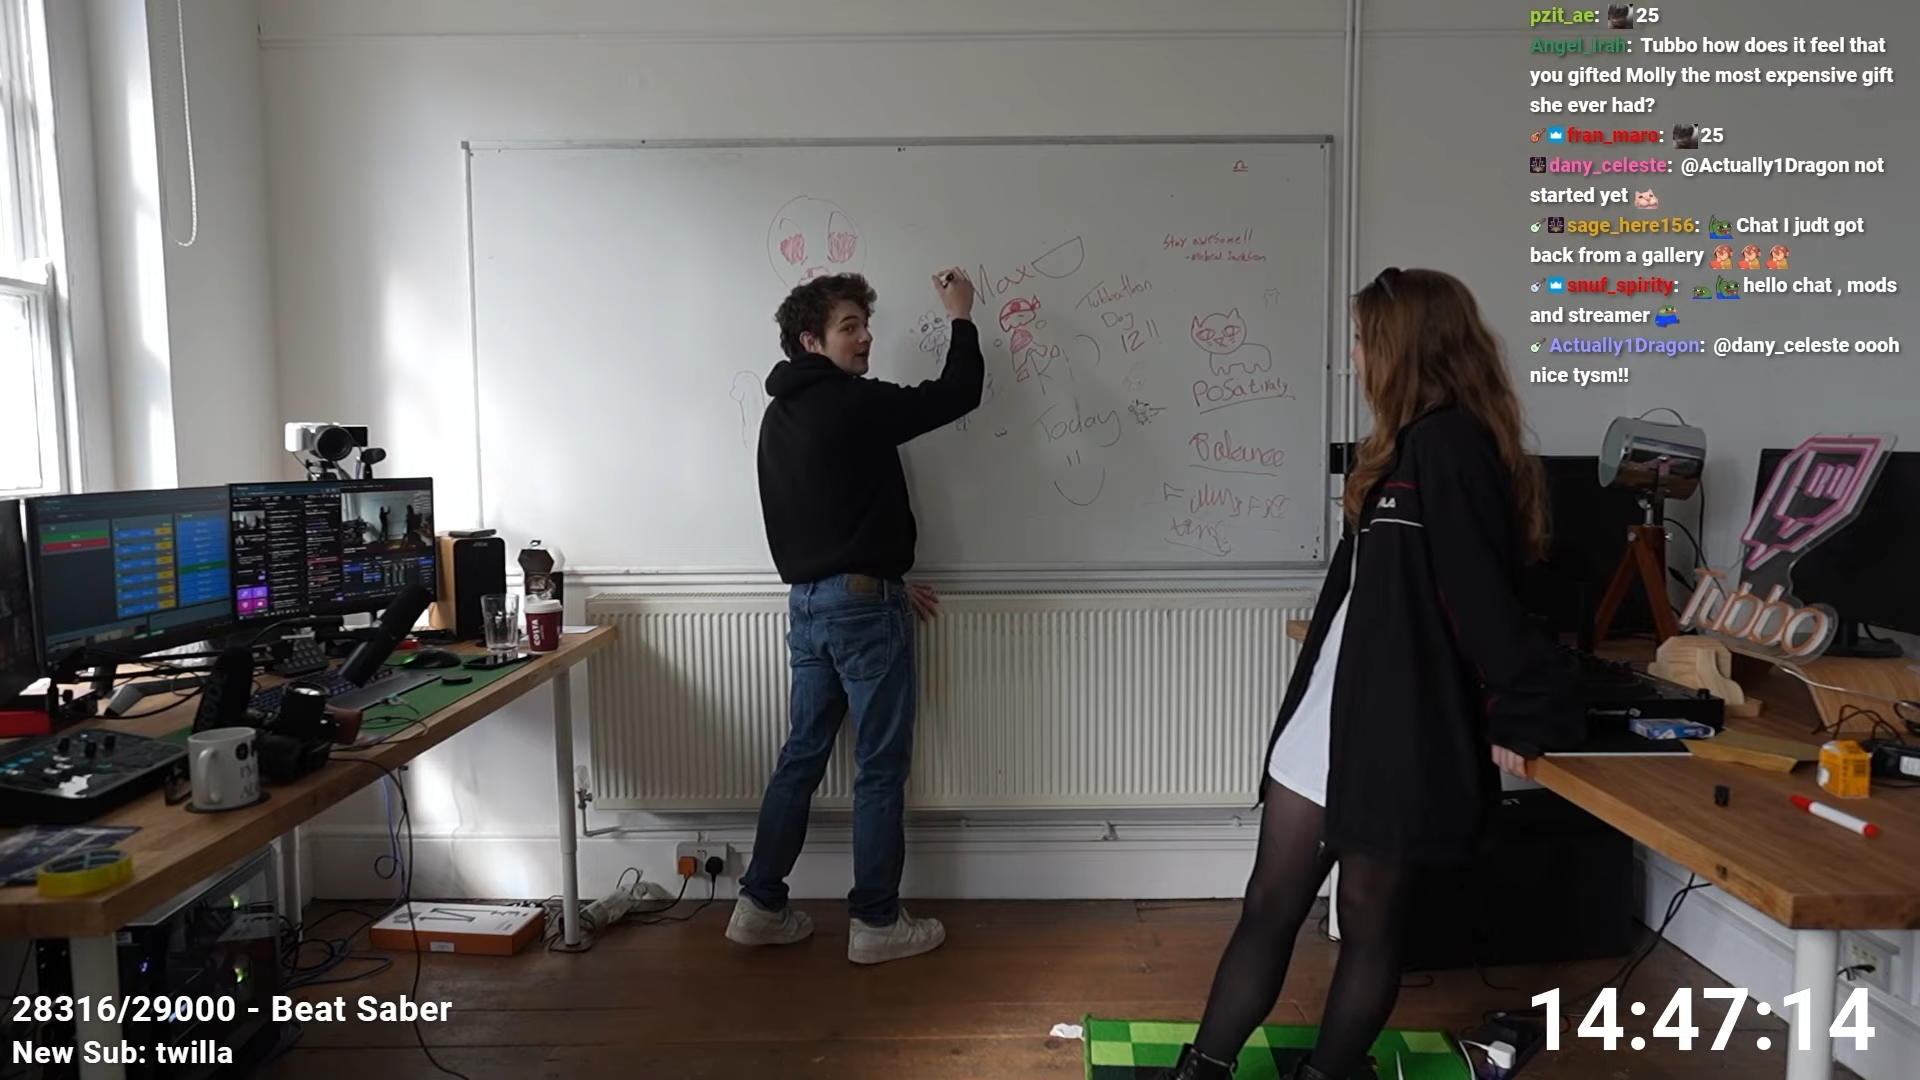 pzit_ae: 25
Angel_Irah: Tubbo how does it feel that
you gifted Molly the most expensive gift
she ever had?
fran_maro: 25
dany_celeste: @Actually1Dragon not
started yet
sage_here156: Chat I judt got
back from a gallery
snuf_spirity: hello chat , mods
and streamer
Actually1Dragon: @dany_celeste oooh
nice tysm!!
Stay awesome!!
Max
Tubbathon
Day
12!!
Posativaly
Today
Balance
COSTA
Tubbo
28316/29000 - Beat Saber
New Sub: twilla
14:47:14